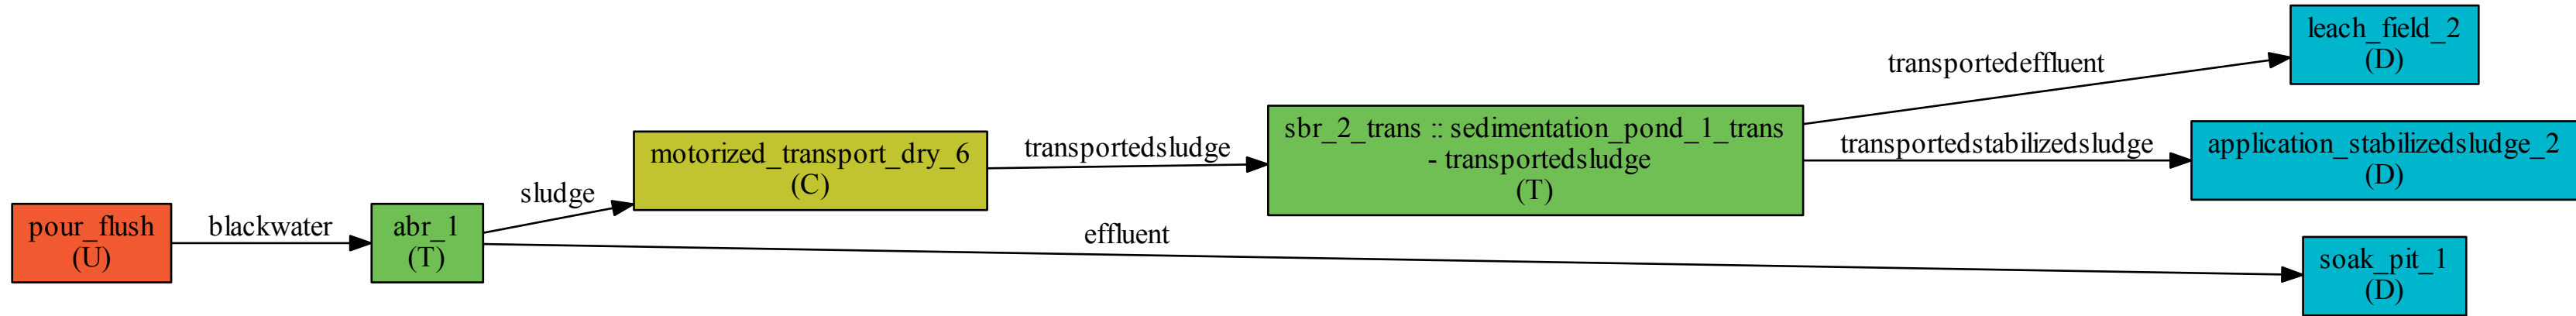 pour_flush
(U)
blackwater
abr_1
(T)
sludge
motorized_transport_dry_6
(C)
transportedsludge
sbr_2_trans :: sedimentation_pond_1_trans
- transportedsludge
(T)
effluent
transportedeffluent
leach_field_2
(D)
transportedstabilizedsludge
application_stabilizedsludge_2
(D)
soak_pit_1
(D)